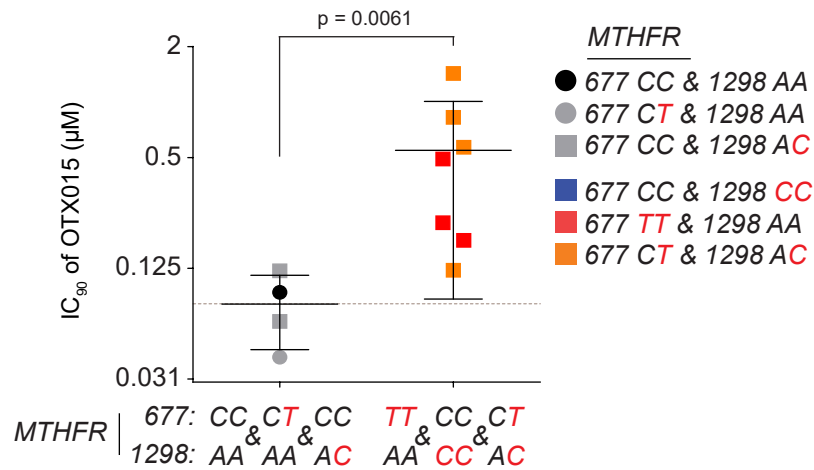 p = 0.0061
2
0.5
0.125
0.031
IC90 of OTX015 (μM)
MTHFR
677 CC & 1298 AA
677 CT & 1298 AA
677 CC & 1298 AC
677 CC & 1298 CC
677 TT & 1298 AA
677 CT & 1298 AC
MTHFR
677: CC & CT & CC TT & CC & CT
1298: AA AA AC AA CC AC